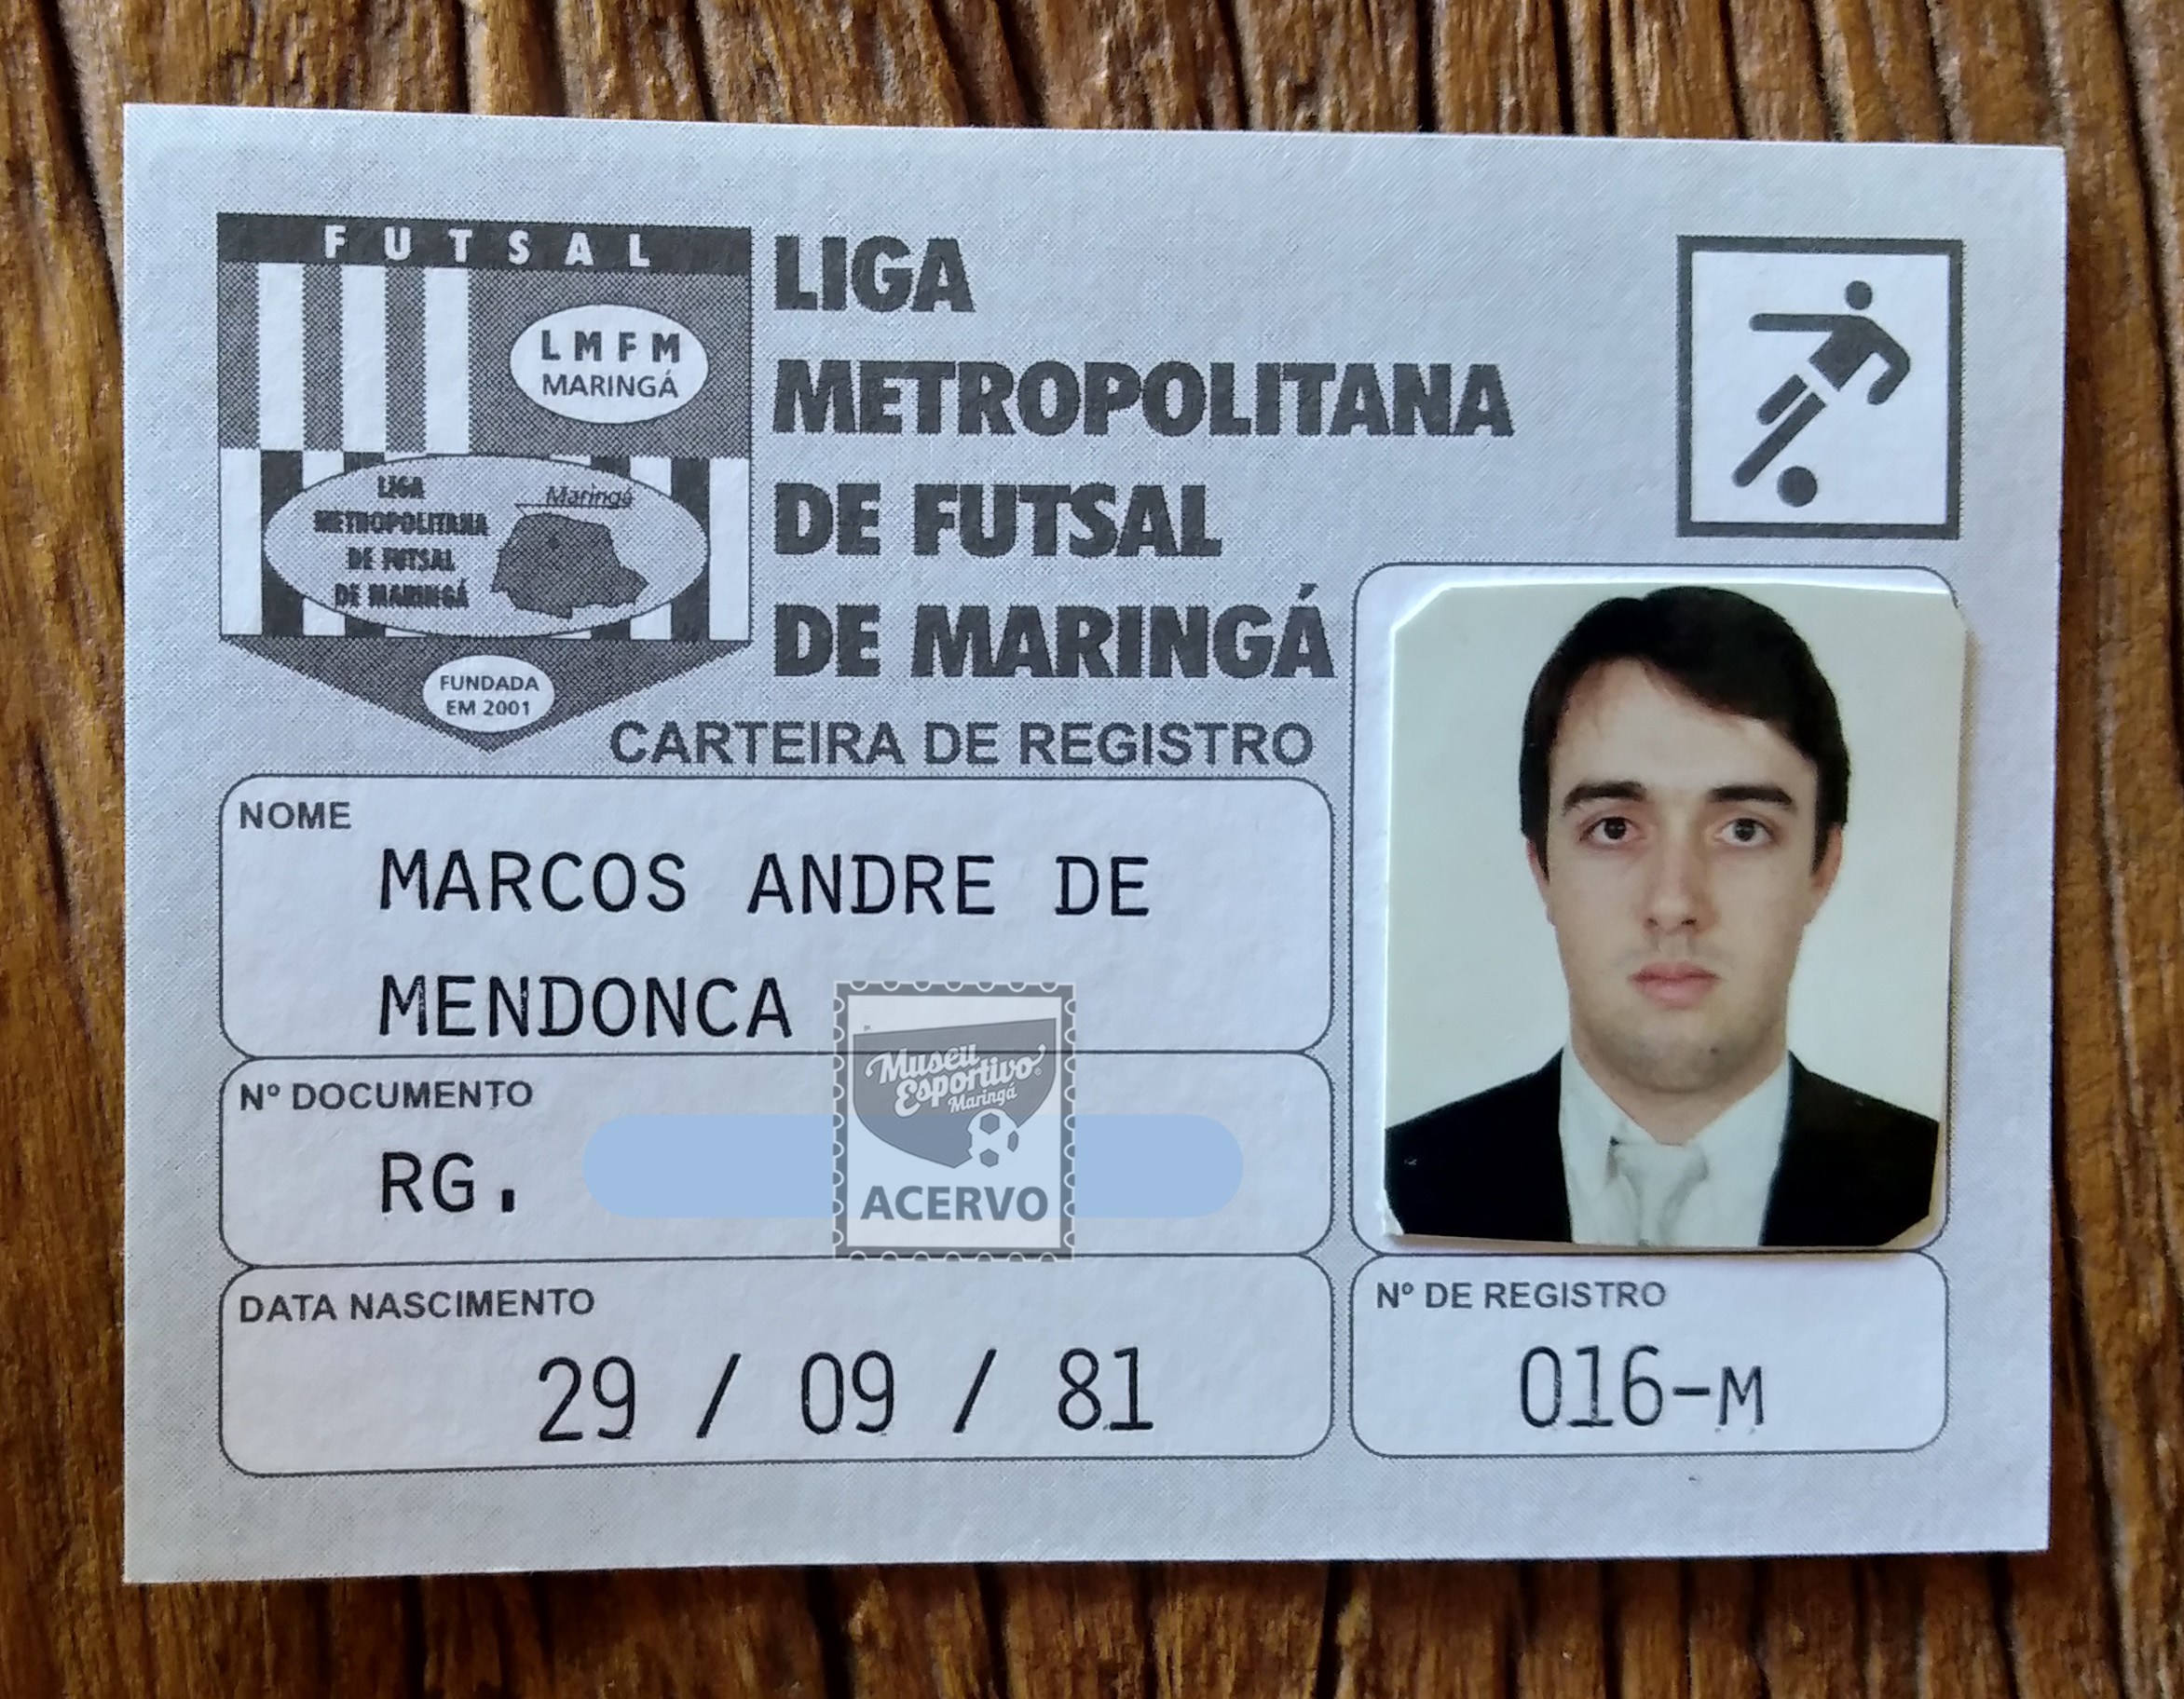 FUTSAL
LMFM
MARINGÁ
LIGA
METROPOLITANA
DE FUTSAL
DE MARINGÁ
Maringá
FUNDADA
EM 2001
LIGA
METROPOLITANA
DE FUTSAL
DE MARINGÁ
CARTEIRA DE REGISTRO
NOME
MARCOS ANDRE DE
MENDONCA
Nº DOCUMENTO
RG.
Museu
Esportivo
Maringá
ACERVO
DATA NASCIMENTO
29 / 09 / 81
Nº DE REGISTRO
016-M